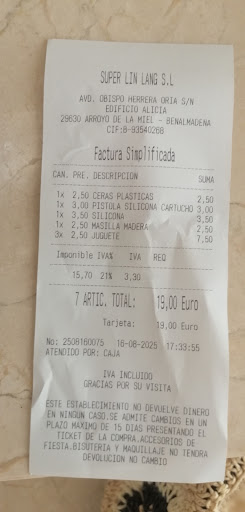 SUPER LIN LANG S.L
AVD. OBISPO HERRERA ORIA S/N
EDIFICIO ALICIA
29630 ARROYO DE LA MIEL - BENALMADENA
CIF:B-93540268
Factura Simplificada
CAN. PRE. DESCRIPCION SUMA
1x 2,50 CERAS PLASTICAS 2,50
1x 3,00 PISTOLA SILICONA CARTUCHO 3,00
1x 3,50 SILICONA 3,50
1x 2,50 MASILLA MADERA 2,50
3x 2,50 JUGUETE 7,50
Imponible IVA% IVA REQ
15,70 21% 3,30
7 ARTIC. TOTAL: 19,00 Euro
Tarjeta: 19,00 Euro
No: 2508160075 16-08-2025 17:33:55
ATENDIDO POR: CAJA
IVA INCLUIDO
GRACIAS POR SU VISITA
ESTE ESTABLECIMIENTO NO DEVUELVE DINERO
EN NINGUN CASO.SE ADMITE CAMBIOS EN UN
PLAZO MAXIMO DE 15 DIAS PRESENTANDO EL
TICKET DE LA COMPRA.ACCESORIOS DE
FIESTA.BISUTERIA Y MAQUILLAJE NO TENDRA
DEVOLUCION NO CAMBIO